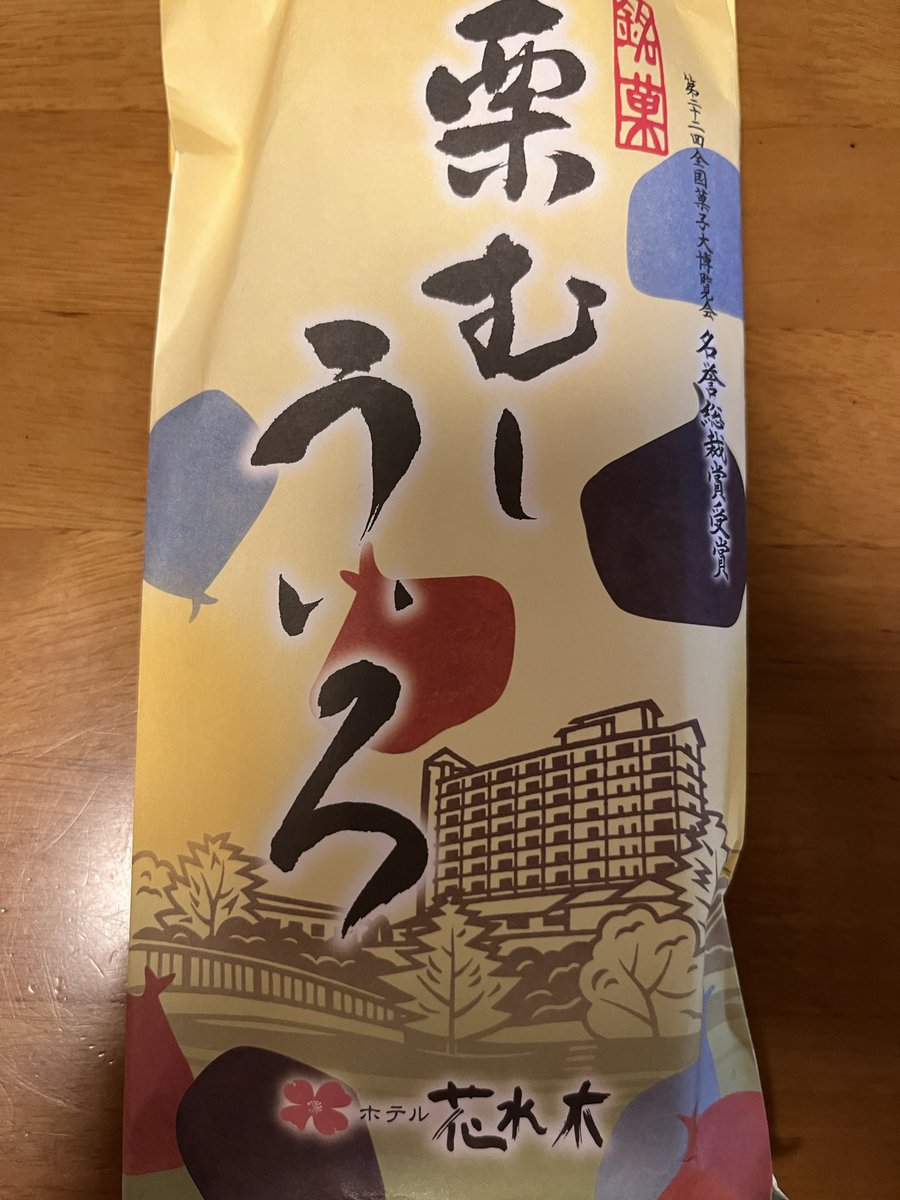 銘菓
第二十二回全国菓子大博覧会 名誉総裁賞受賞
栗むし
ういろ
ホテル 花水木